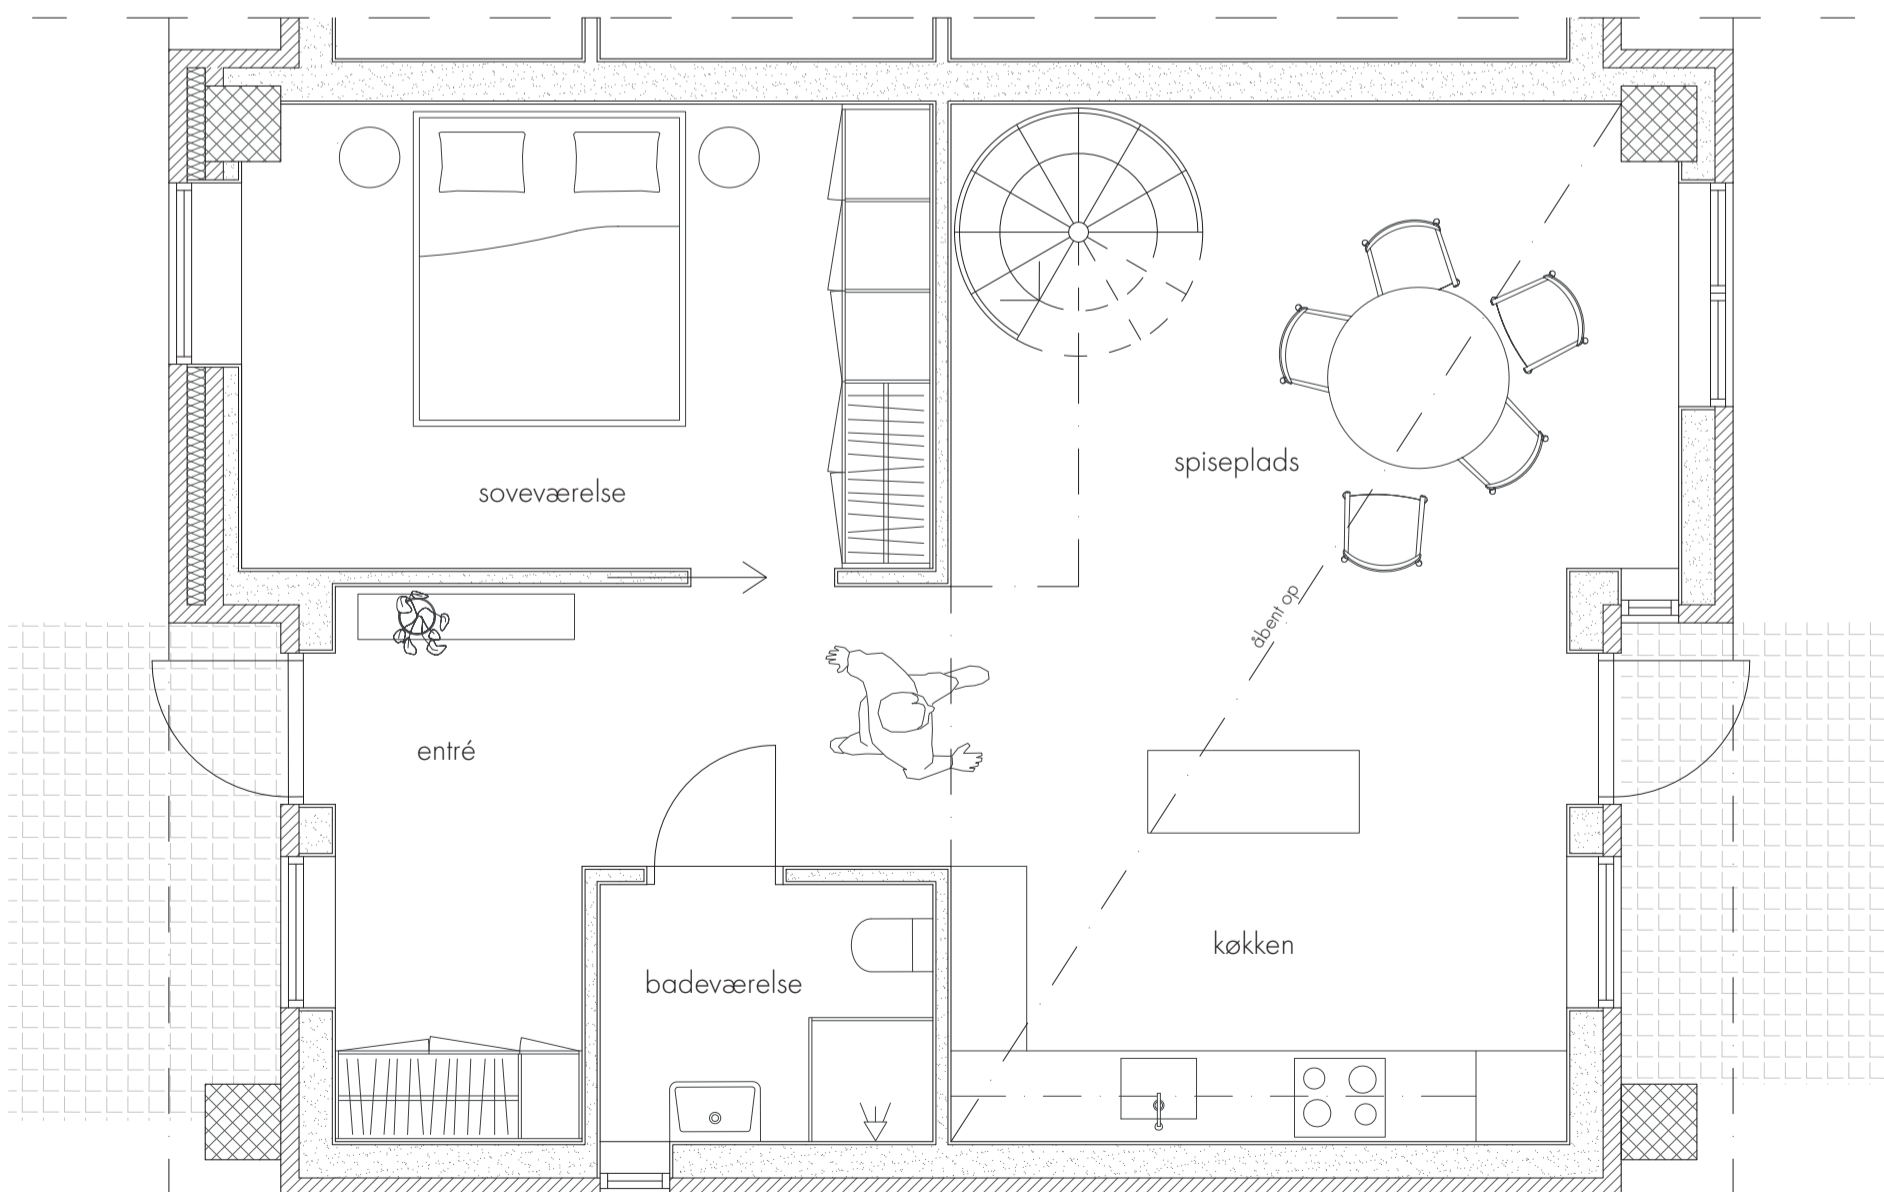 spiseplads
soveværelse
åbent op
entré
køkken
badeværelse